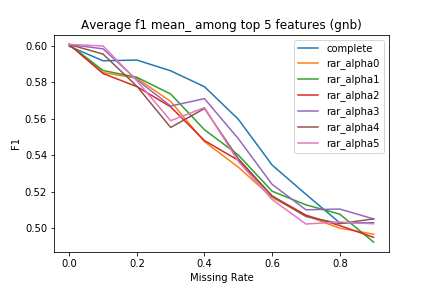 Average f1 mean_ among top 5 features (gnb)
F1
0.60
0.58
0.56
0.54
0.52
0.50
complete
rar_alpha0
rar_alpha1
rar_alpha2
rar_alpha3
rar_alpha4
rar_alpha5
0.0 0.2 0.4 0.6 0.8
Missing Rate